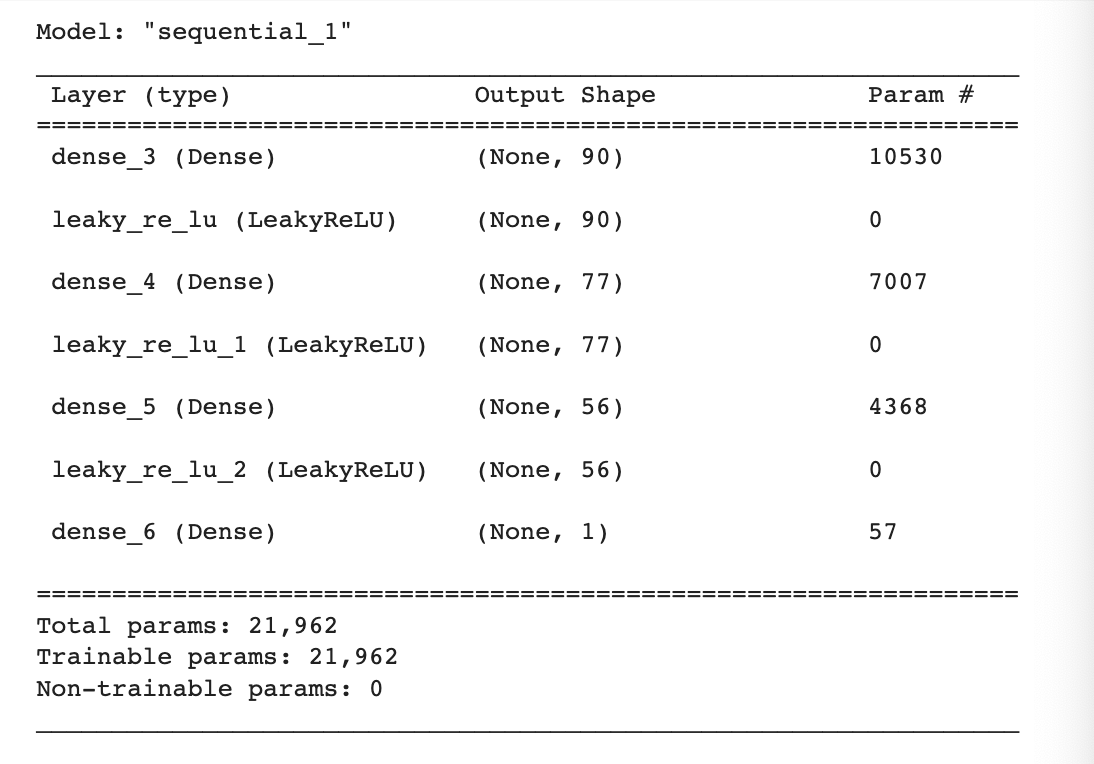 Model: "sequential_1"
Layer (type) Output Shape Param #
=================================================================
dense_3 (Dense) (None, 90) 10530
leaky_re_lu (LeakyReLU) (None, 90) 0
dense_4 (Dense) (None, 77) 7007
leaky_re_lu_1 (LeakyReLU) (None, 77) 0
dense_5 (Dense) (None, 56) 4368
leaky_re_lu_2 (LeakyReLU) (None, 56) 0
dense_6 (Dense) (None, 1) 57
=================================================================
Total params: 21,962
Trainable params: 21,962
Non-trainable params: 0